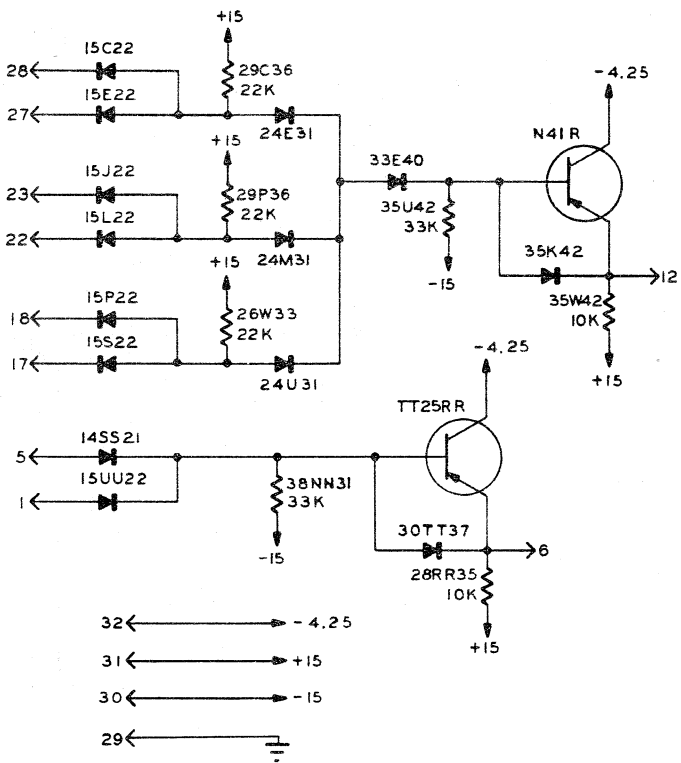 +15
15C22
28
29C36
22K
-4.25
15E22
27
24E31
N41R
+15
15J22
33E40
23
29P36
22K
35U42
33K
15L22
22
24M31
-15
35K42
12
+15
15P22
35W42
10K
18
26W33
22K
15S22
17
24U31
+15
-4.25
TT25RR
14SS21
5
15UU22
38NN31
33K
1
30TT37
-15
6
28RR35
10K
32
-4.25
+15
31
+15
30
-15
29